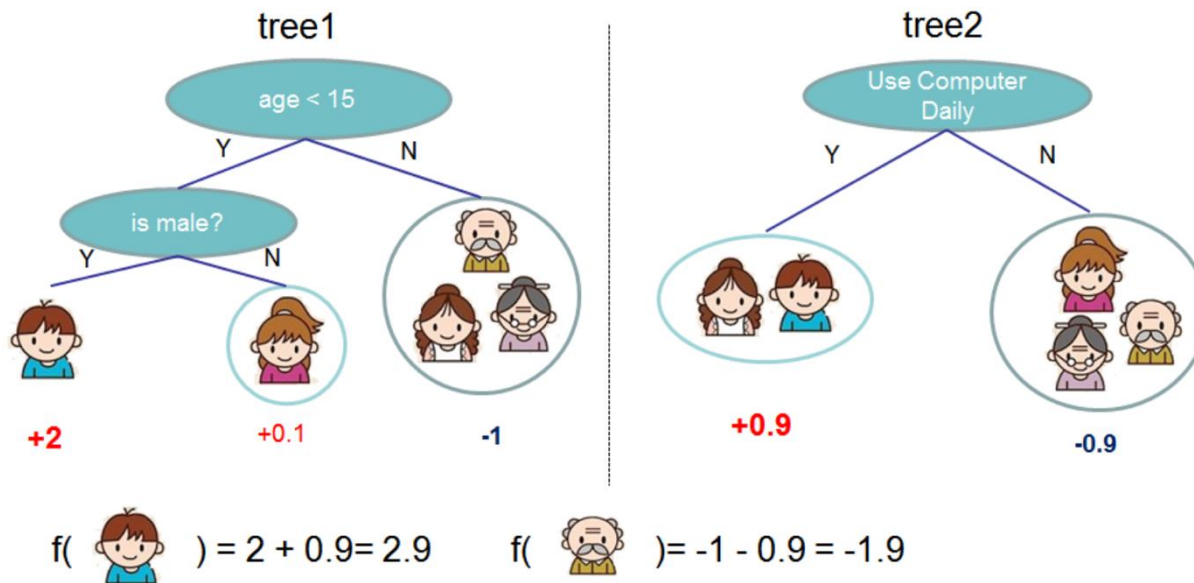 tree1
age < 15
Y
N
is male?
Y
N
+2
+0.1
-1
tree2
Use Computer
Daily
Y
N
+0.9
-0.9
f( ) = 2 + 0.9= 2.9
f( )= -1 - 0.9 = -1.9